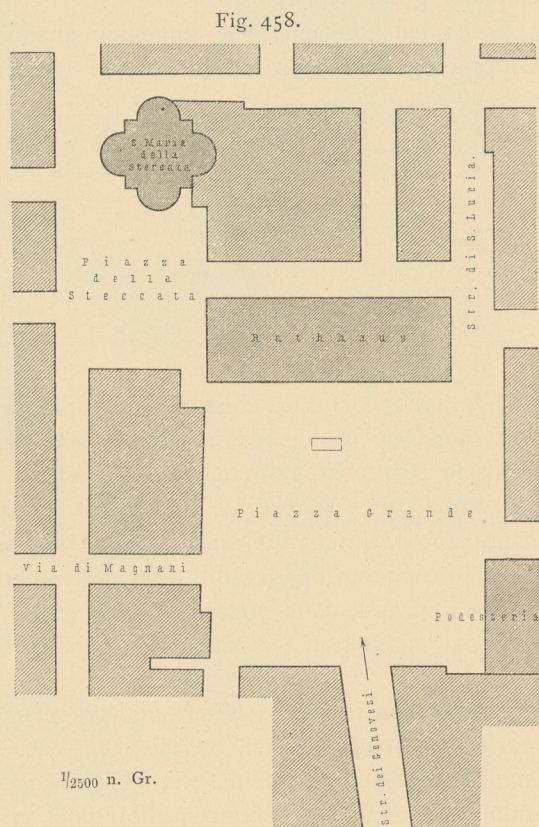 Fig. 458.
S Maria
della
Stercata
Piazza
della
Steccata
Str. di S. Lucia.
Rathhaus
Piazza Grande
Via di Magnani
Podesteria
Str. dei Genovesi
1/2500 n. Gr.